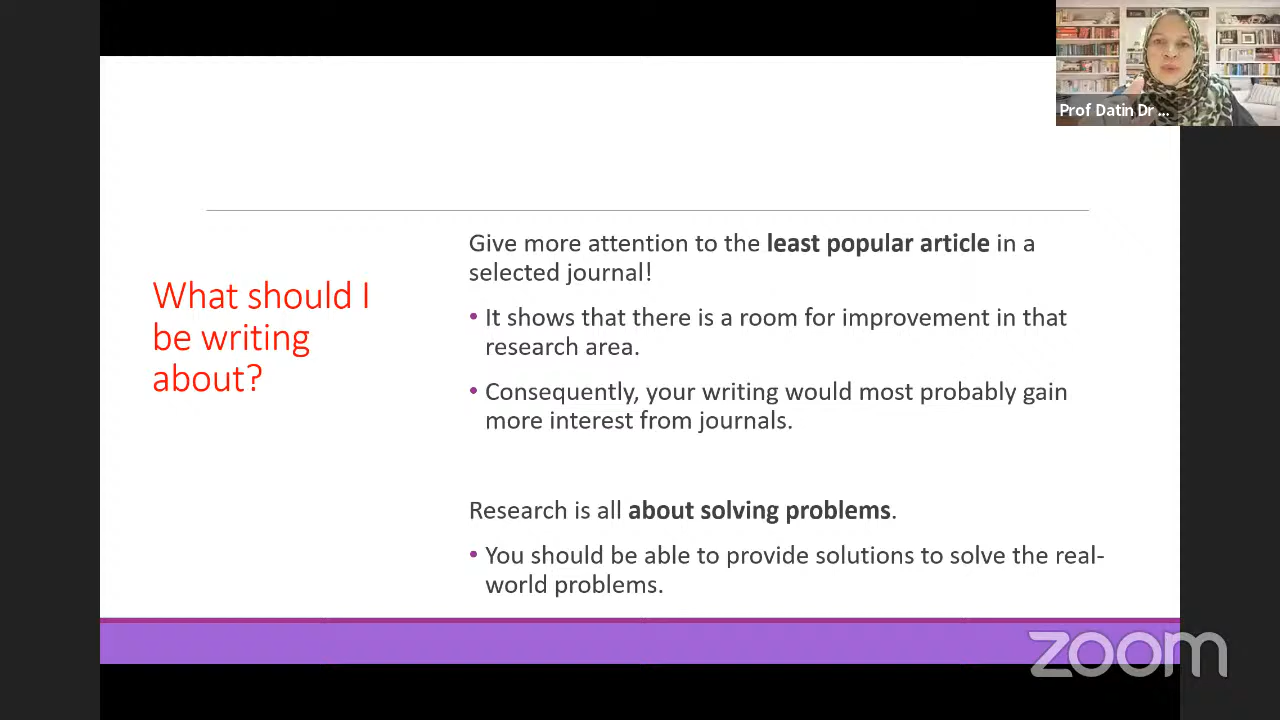 Prof Datin Dr ...
Give more attention to the least popular article in a
selected journal!
What should I
be writing
about?
• It shows that there is a room for improvement in that
research area.
• Consequently, your writing would most probably gain
more interest from journals.
Research is all about solving problems.
• You should be able to provide solutions to solve the real-
world problems.
zoom